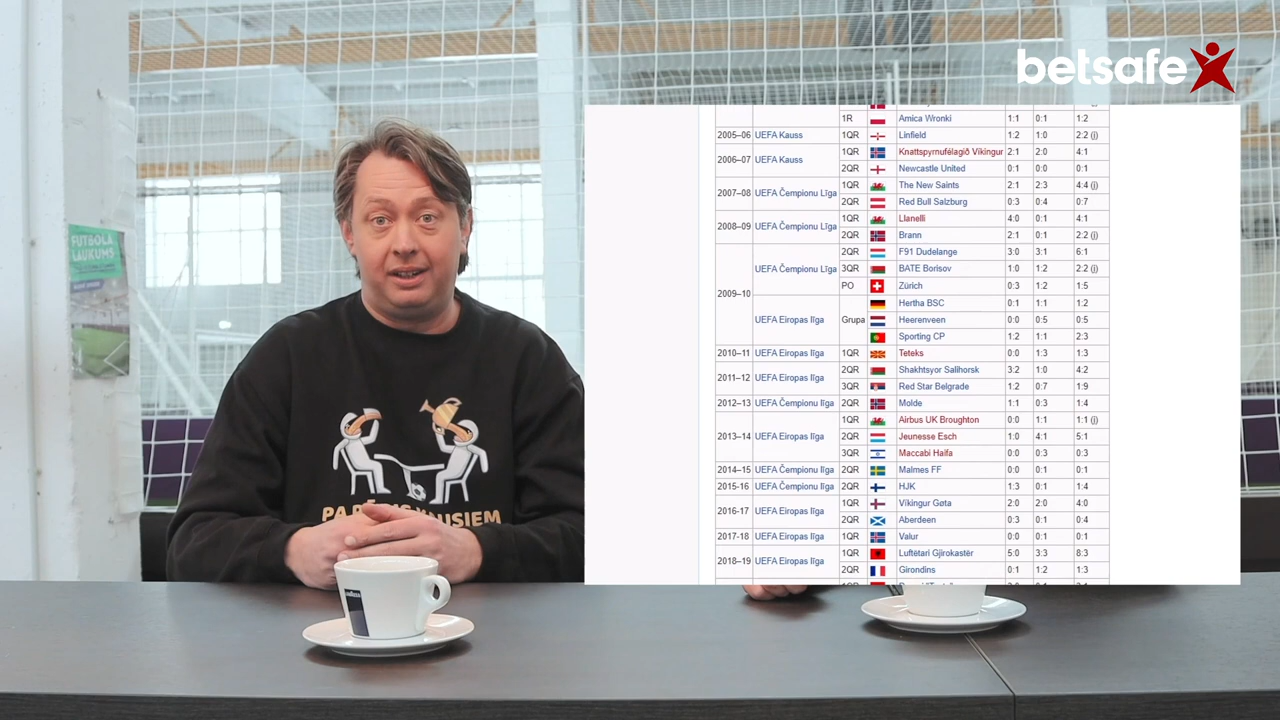 betsafe
1R Amica Wronki 1:1 0:1 1:2
2005–06 UEFA Kauss 1QR Linfield 1:2 1:0 2:2 (j)
2006–07 UEFA Kauss 1QR Knattspyrnufélagið Víkingur 2:1 2:0 4:1
2QR Newcastle United 0:1 0:0 0:1
2007–08 UEFA Čempionu Līga 1QR The New Saints 2:1 2:3 4:4 (j)
2QR Red Bull Salzburg 0:3 0:4 0:7
2008–09 UEFA Čempionu Līga 1QR Llanelli 4:0 0:1 4:1
2QR Brann 2:1 0:1 2:2 (j)
2009–10 UEFA Čempionu Līga 2QR F91 Dudelange 3:0 3:1 6:1
3QR BATE Borisov 1:0 1:2 2:2 (j)
PO Zürich 0:3 1:2 1:5
UEFA Eiropas līga Grupa Hertha BSC 0:1 1:1 1:2
Heerenveen 0:0 0:5 0:5
Sporting CP 1:2 1:1 2:3
2010–11 UEFA Eiropas līga 1QR Teteks 0:0 1:3 1:3
2011–12 UEFA Eiropas līga 2QR Shakhtsyor Salihorsk 3:2 1:0 4:2
3QR Red Star Belgrade 1:2 0:7 1:9
2012–13 UEFA Čempionu līga 2QR Molde 1:1 0:3 1:4
2013–14 UEFA Eiropas līga 1QR Airbus UK Broughton 0:0 1:1 1:1 (j)
2QR Jeunesse Esch 1:0 4:1 5:1
3QR Maccabi Haifa 0:0 0:3 0:3
2014–15 UEFA Čempionu līga 2QR Malmes FF 0:0 0:1 0:1
2015-16 UEFA Čempionu līga 2QR HJK 1:3 0:1 1:4
2016-17 UEFA Eiropas līga 1QR Víkingur Gøta 2:0 2:0 4:0
2QR Aberdeen 0:3 0:1 0:4
2017-18 UEFA Eiropas līga 1QR Valur 0:1 0:0 0:1
2018–19 UEFA Eiropas līga 1QR Luftëtari Gjirokastër 5:0 3:3 8:3
2QR Girondins 0:1 1:2 1:3
FUTBOLA
LAUKUMS